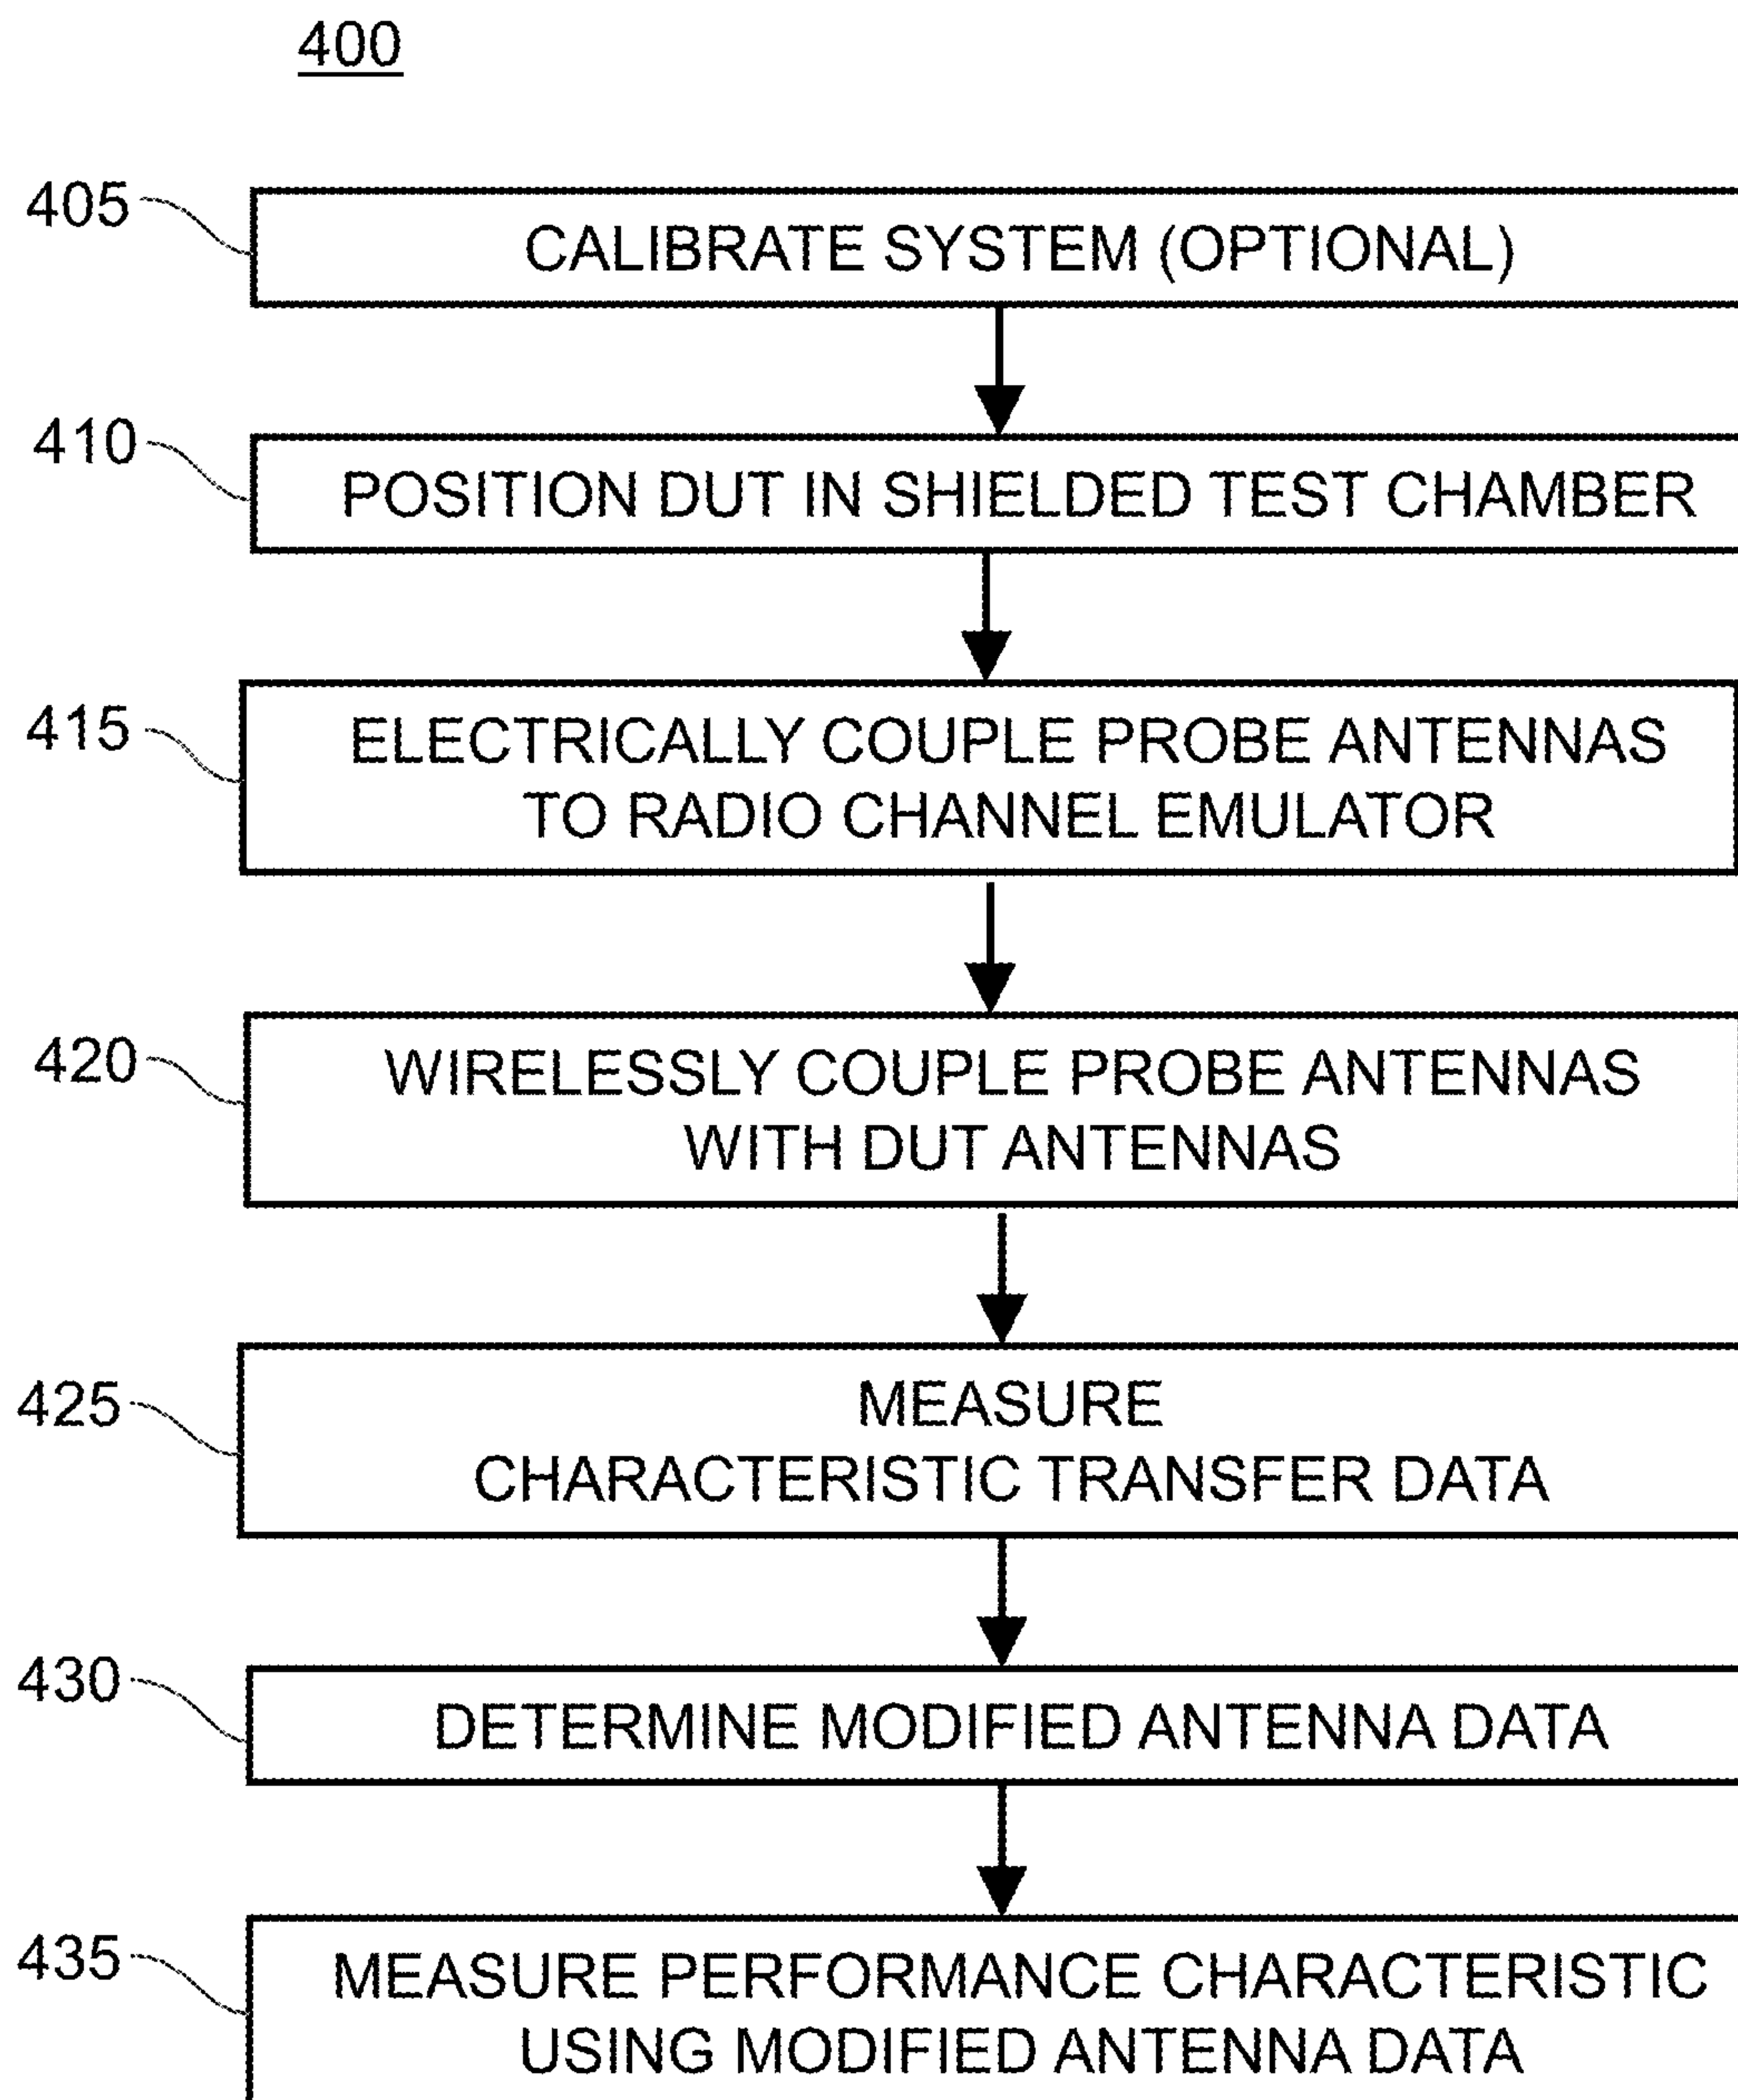 400
405
CALIBRATE SYSTEM (OPTIONAL)
410
POSITION DUT IN SHIELDED TEST CHAMBER
415
ELECTRICALLY COUPLE PROBE ANTENNAS
TO RADIO CHANNEL EMULATOR
420
WIRELESSLY COUPLE PROBE ANTENNAS
WITH DUT ANTENNAS
425
MEASURE
CHARACTERISTIC TRANSFER DATA
430
DETERMINE MODIFIED ANTENNA DATA
435
MEASURE PERFORMANCE CHARACTERISTIC
USING MODIFIED ANTENNA DATA